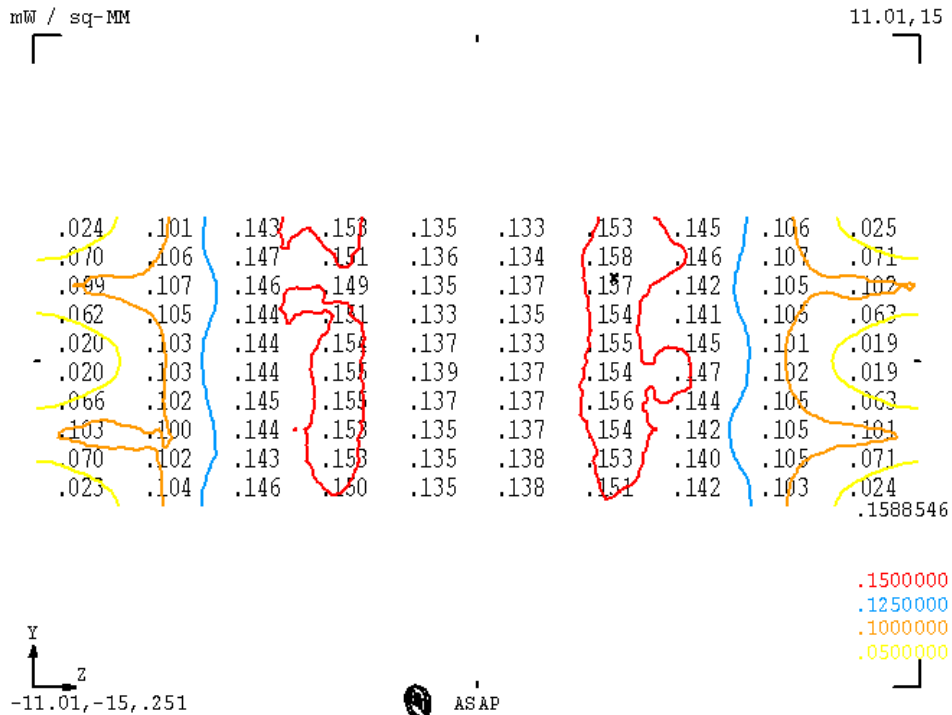 mW / sq-MM 11.01,15
.024 .101 .143 .153 .135 .133 .153 .145 .106 .025
.070 .106 .147 .151 .136 .134 .158 .146 .107 .071
.099 .107 .146 .149 .135 .137 .157 .142 .105 .102
.062 .105 .144 .151 .133 .135 .154 .141 .105 .063
.020 .103 .144 .154 .137 .133 .155 .145 .101 .019
.020 .103 .144 .155 .139 .137 .154 .147 .102 .019
.066 .102 .145 .155 .137 .137 .156 .144 .105 .063
.103 .100 .144 .153 .135 .137 .154 .142 .105 .101
.070 .102 .143 .153 .135 .138 .153 .140 .105 .071
.023 .104 .146 .150 .135 .138 .151 .142 .103 .024
.1588546
.1500000
.1250000
.1000000
.0500000
Y
Z
-11.01,-15,.251 ASAP